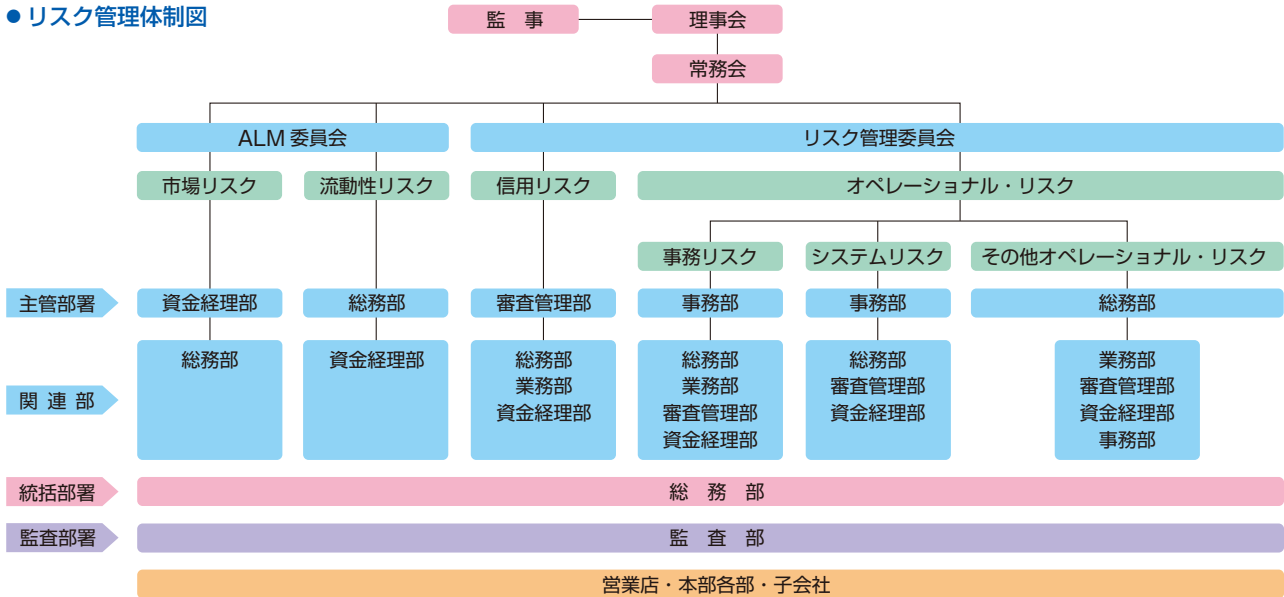 ●リスク管理体制図
監 事
理事会
常務会
ALM 委員会
リスク管理委員会
市場リスク
流動性リスク
信用リスク
オペレーショナル・リスク
事務リスク
システムリスク
その他オペレーショナル・リスク
主管部署
資金経理部
総務部
審査管理部
事務部
事務部
総務部
関 連 部
総務部
資金経理部
総務部
業務部
資金経理部
総務部
業務部
審査管理部
資金経理部
総務部
審査管理部
資金経理部
業務部
審査管理部
資金経理部
事務部
統括部署
総 務 部
監査部署
監 査 部
営業店・本部各部・子会社